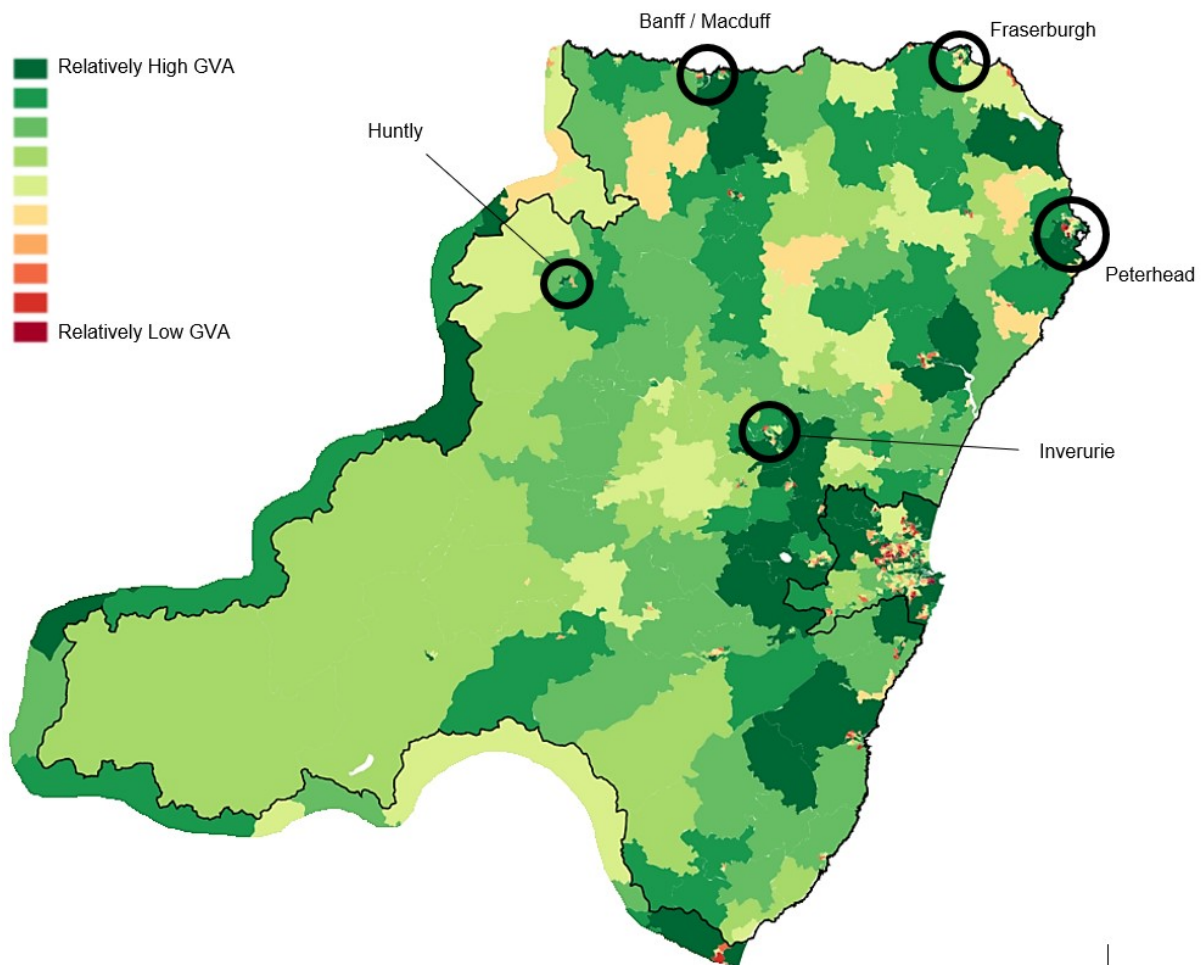 Banff / Macduff
Fraserburgh
Relatively High GVA
Huntly
Peterhead
Relatively Low GVA
Inverurie